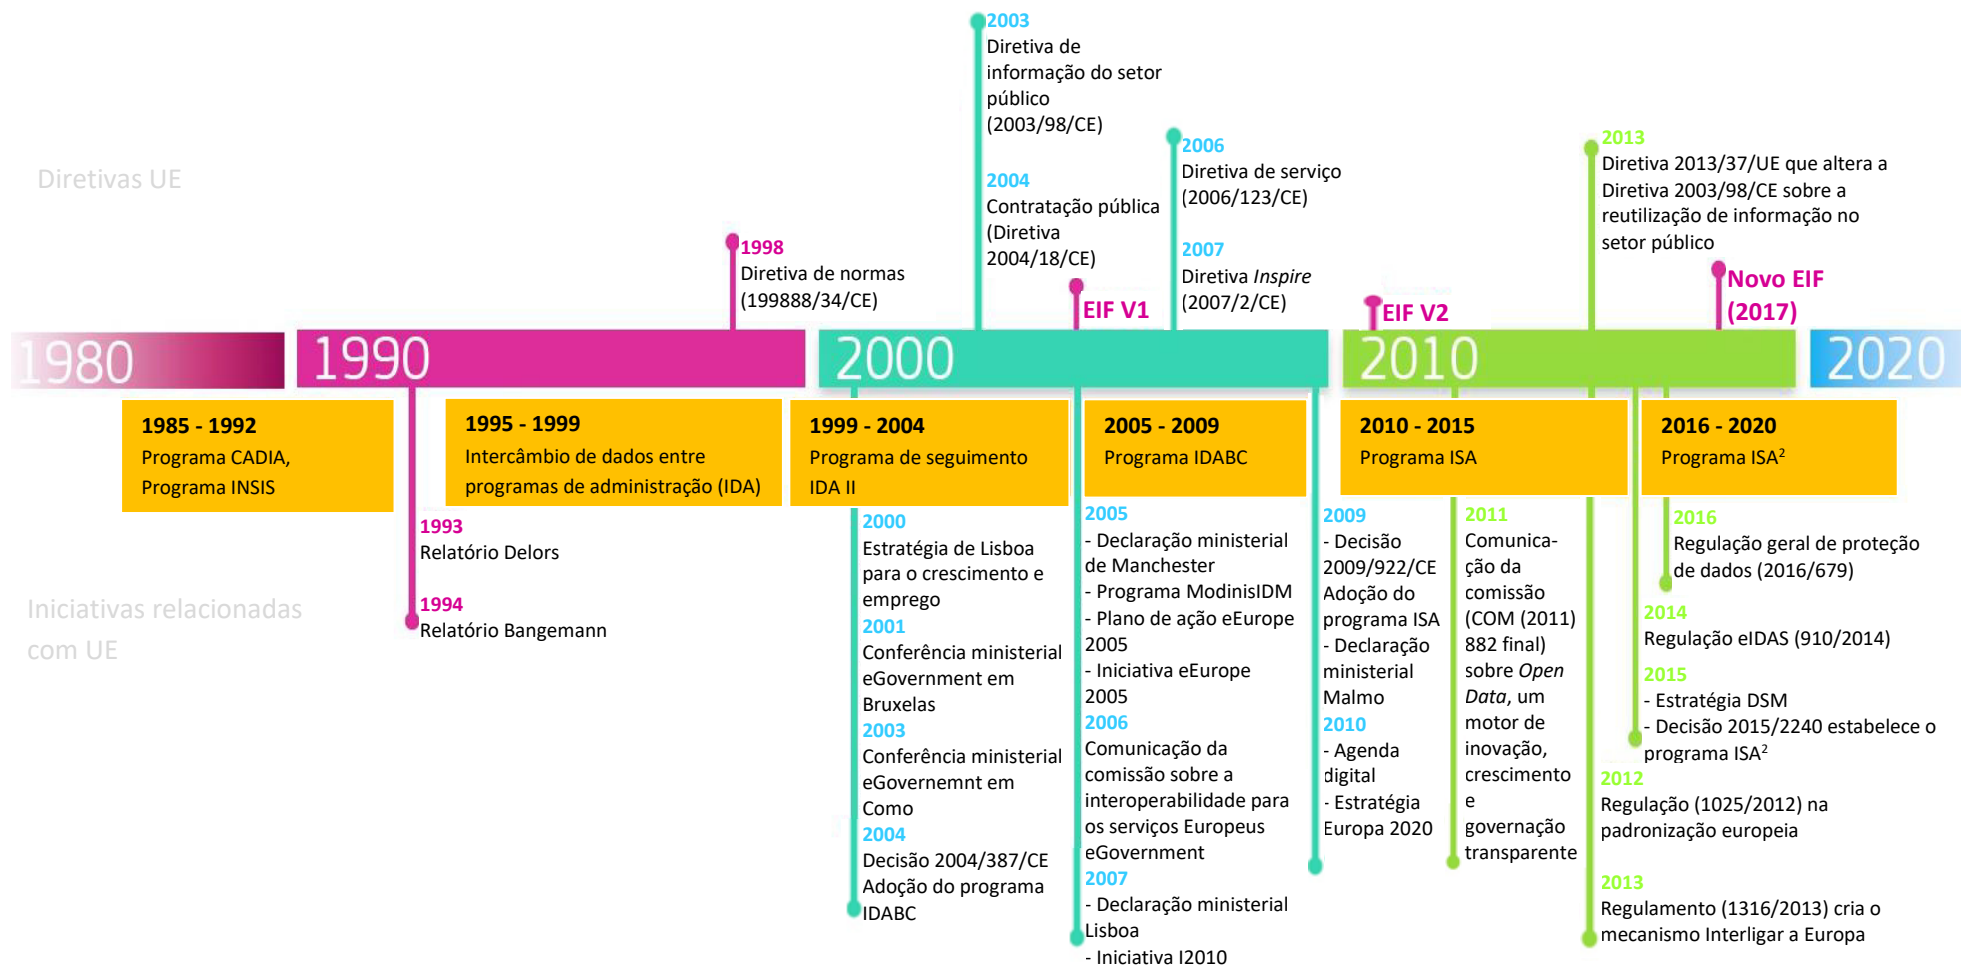 2003
Diretiva de
informação do setor
público
(2003/98/CE)
2004
Contratação pública
(Diretiva
2004/18/CE)
2006
Diretiva de serviço
(2006/123/CE)
2007
Diretiva Inspire
(2007/2/CE)
2013
Diretiva 2013/37/UE que altera a
Diretiva 2003/98/CE sobre a
reutilização de informação no
setor público
Diretivas UE
1998
Diretiva de normas
(199888/34/CE)
EIF V1
EIF V2
Novo EIF
(2017)
1980
1990
2000
2010
2020
1985 - 1992
Programa CADIA,
Programa INSIS
1995 - 1999
Intercâmbio de dados entre
programas de administração (IDA)
1999 - 2004
Programa de seguimento
IDA II
2005 - 2009
Programa IDABC
2010 - 2015
Programa ISA
2016 - 2020
Programa ISA²
Iniciativas relacionadas
com UE
1993
Relatório Delors
1994
Relatório Bangemann
2000
Estratégia de Lisboa
para o crescimento e
emprego
2001
Conferência ministerial
eGovernment em
Bruxelas
2003
Conferência ministerial
eGovernemnt em
Como
2004
Decisão 2004/387/CE
Adoção do programa
IDABC
2005
- Declaração ministerial
de Manchester
- Programa ModinisIDM
- Plano de ação eEurope
2005
- Iniciativa eEurope
2005
2006
Comunicação da
comissão sobre a
interoperabilidade para
os serviços Europeus
eGovernment
2007
- Declaração ministerial
Lisboa
- Iniciativa I2010
2009
- Decisão
2009/922/CE
Adoção do
programa ISA
- Declaração
ministerial
Malmo
2010
- Agenda
digital
- Estratégia
Europa 2020
2011
Comunica-
ção da
comissão
(COM (2011)
882 final)
sobre Open
Data, um
motor de
inovação,
crescimento
e
governação
transparente
2016
Regulação geral de proteção
de dados (2016/679)
2014
Regulação eIDAS (910/2014)
2015
- Estratégia DSM
- Decisão 2015/2240 estabelece o
programa ISA²
2012
Regulação (1025/2012) na
padronização europeia
2013
Regulamento (1316/2013) cria o
mecanismo Interligar a Europa